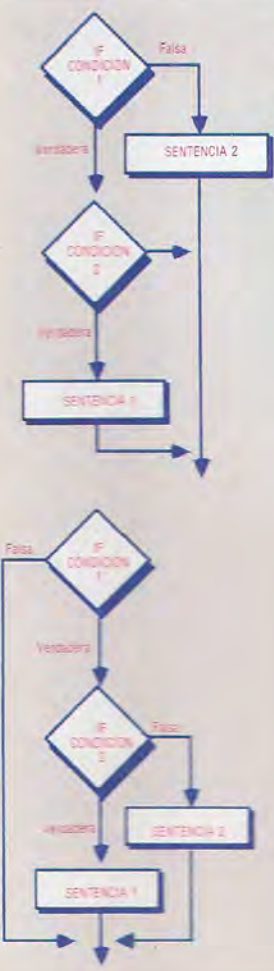 IF
CONDICION
1
Falsa
Verdadera
SENTENCIA 2
IF
CONDICION
2
Verdadera
SENTENCIA 1
IF
CONDICION
1
Falsa
Verdadera
IF
CONDICION
2
Falsa
Verdadera
SENTENCIA 2
SENTENCIA 1